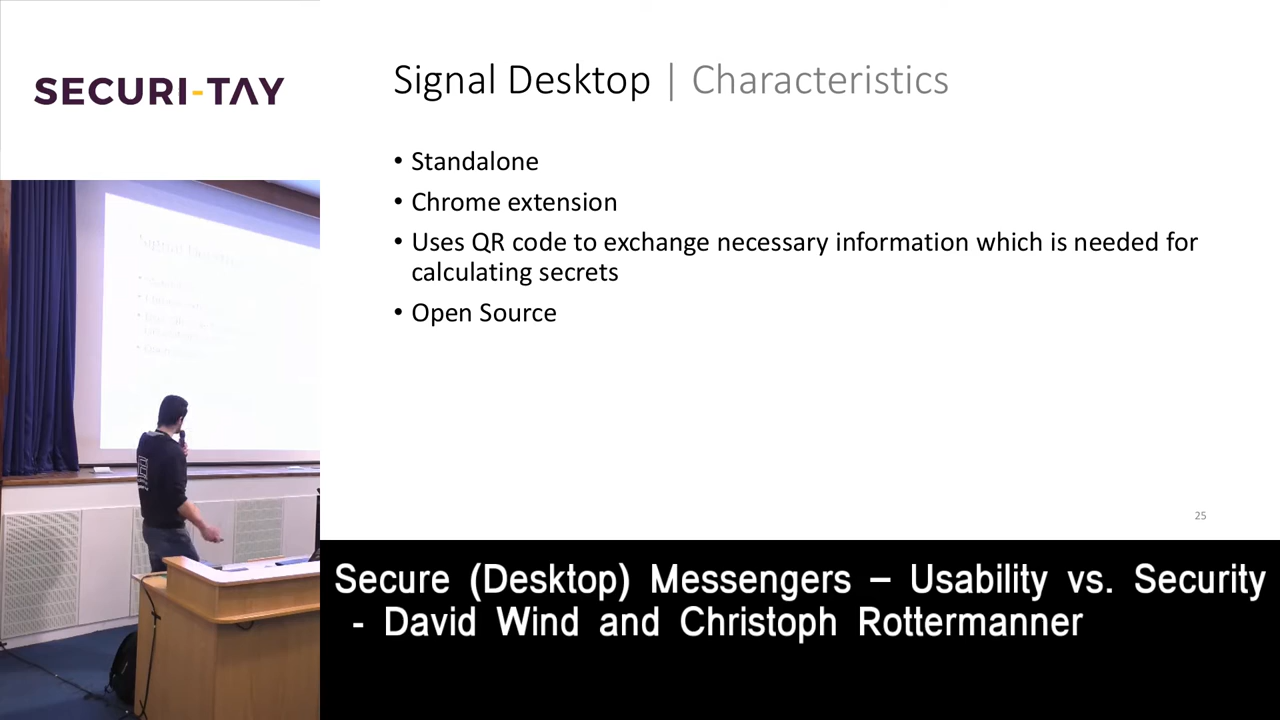 SECURI-TAY
Signal Desktop | Characteristics
• Standalone
• Chrome extension
• Uses QR code to exchange necessary information which is needed for
calculating secrets
• Open Source
25
Secure (Desktop) Messengers – Usability vs. Security
- David Wind and Christoph Rottermanner